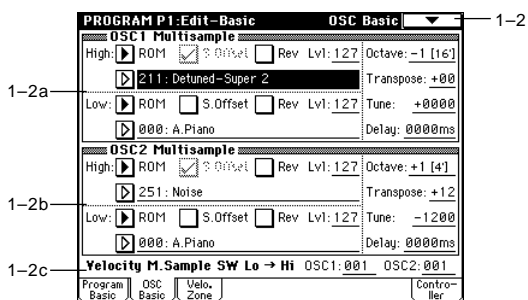 PROGRAM P1:Edit-Basic OSC Basic 1–2
OSC1 Multisample
High: ROM S.Offset Rev Lvl:127 Octave:-1 [16']
211: Detuned-Super 2 Transpose:+00
1–2a
Low: ROM S.Offset Rev Lvl:127 Tune: +0000
000: A.Piano Delay: 0000ms
OSC2 Multisample
High: ROM S.Offset Rev Lvl:127 Octave:+1 [4']
251: Noise Transpose:+12
1–2b
Low: ROM S.Offset Rev Lvl:127 Tune: -1200
000: A.Piano Delay: 0000ms
1–2c Velocity M.Sample SW Lo → Hi OSC1:001 OSC2:001
Program Basic OSC Basic Velo. Zone Contro-ller